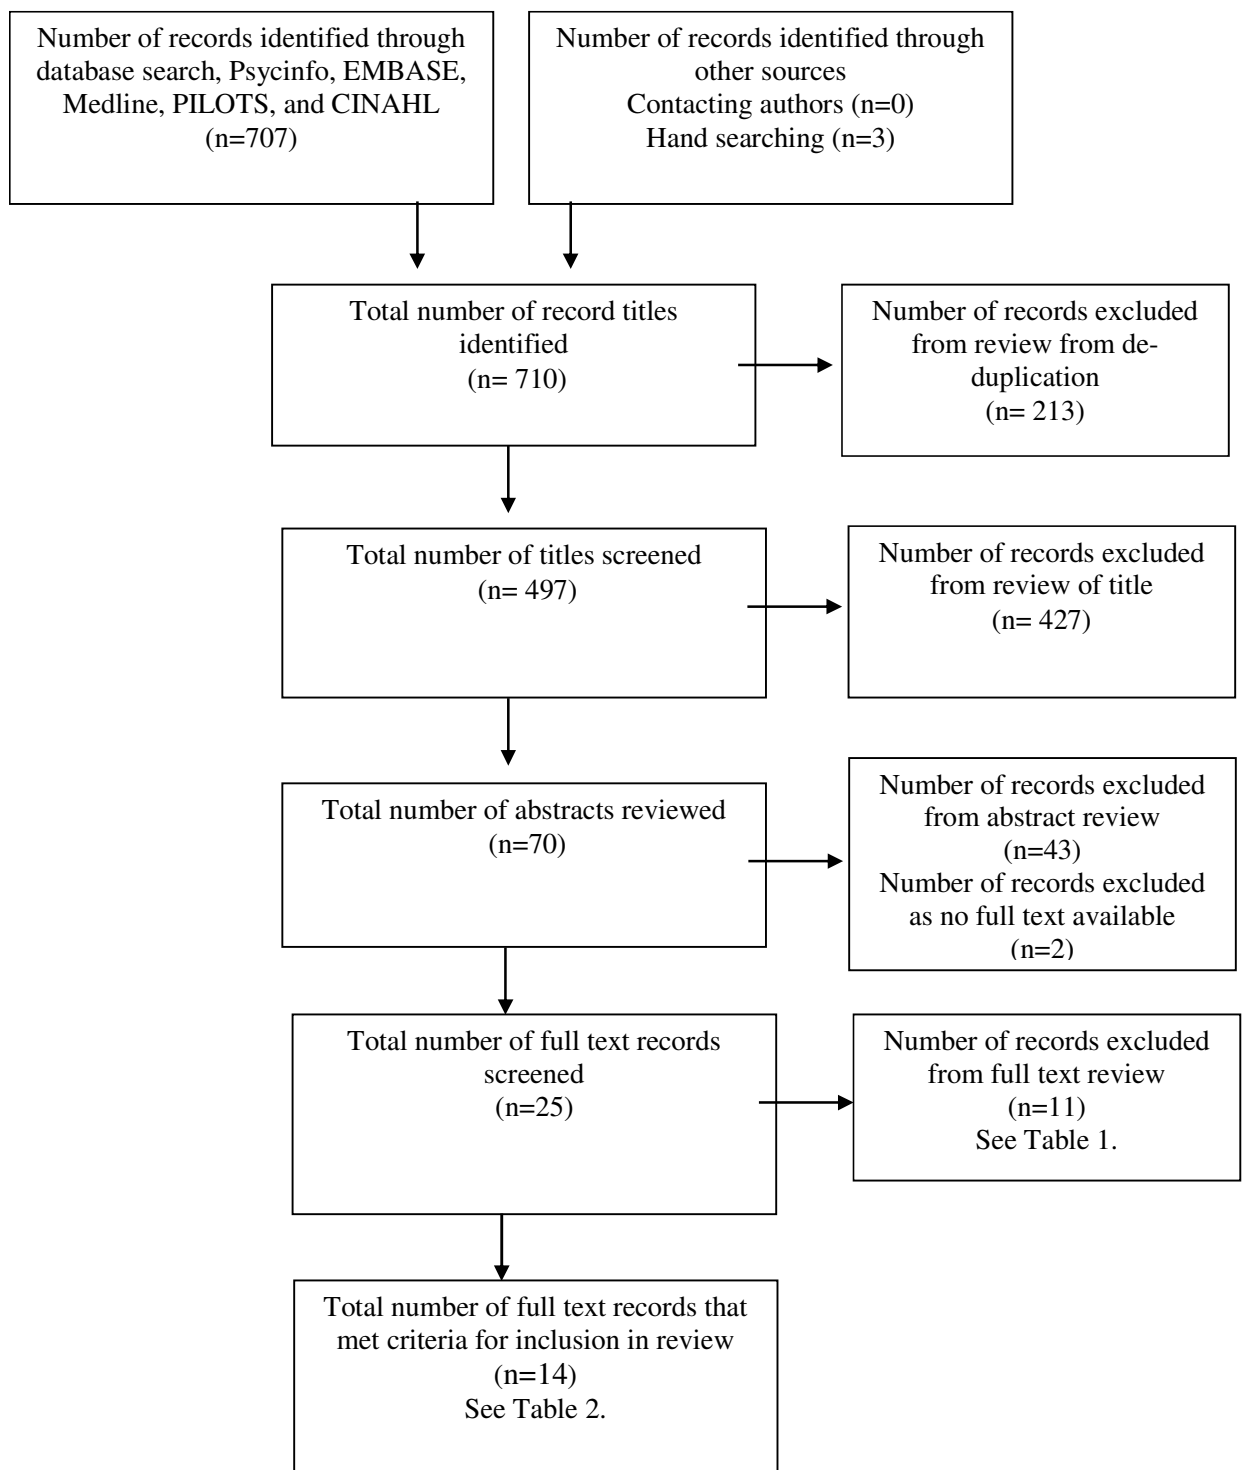 Number of records identified through
database search, Psycinfo, EMBASE,
Medline, PILOTS, and CINAHL
(n=707)
Number of records identified through
other sources
Contacting authors (n=0)
Hand searching (n=3)
Total number of record titles
identified
(n= 710)
Number of records excluded
from review from de-
duplication
(n= 213)
Total number of titles screened
(n= 497)
Number of records excluded
from review of title
(n= 427)
Total number of abstracts reviewed
(n=70)
Number of records excluded
from abstract review
(n=43)
Number of records excluded
as no full text available
(n=2)
Total number of full text records
screened
(n=25)
Number of records excluded
from full text review
(n=11)
See Table 1.
Total number of full text records that
met criteria for inclusion in review
(n=14)
See Table 2.